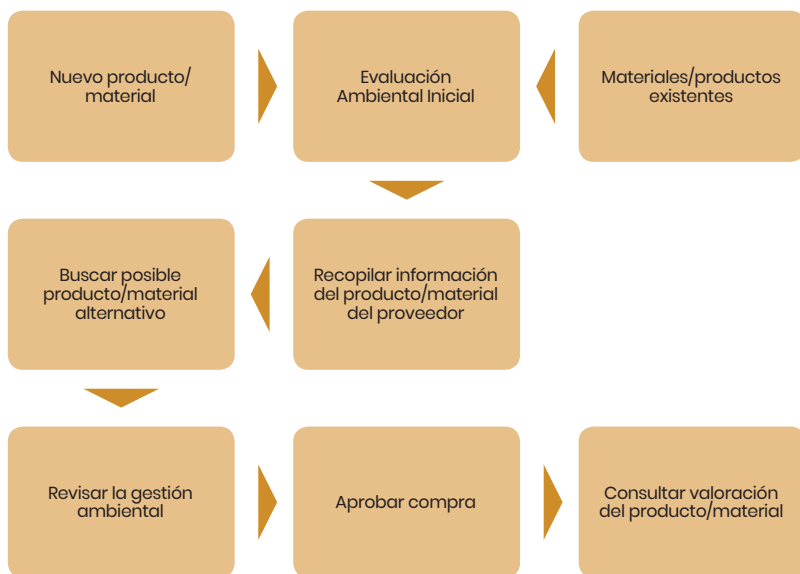 Nuevo producto/
material
Evaluación
Ambiental Inicial
Materiales/productos
existentes
Buscar posible
producto/material
alternativo
Recopilar información
del producto/material
del proveedor
Revisar la gestión
ambiental
Aprobar compra
Consultar valoración
del producto/material